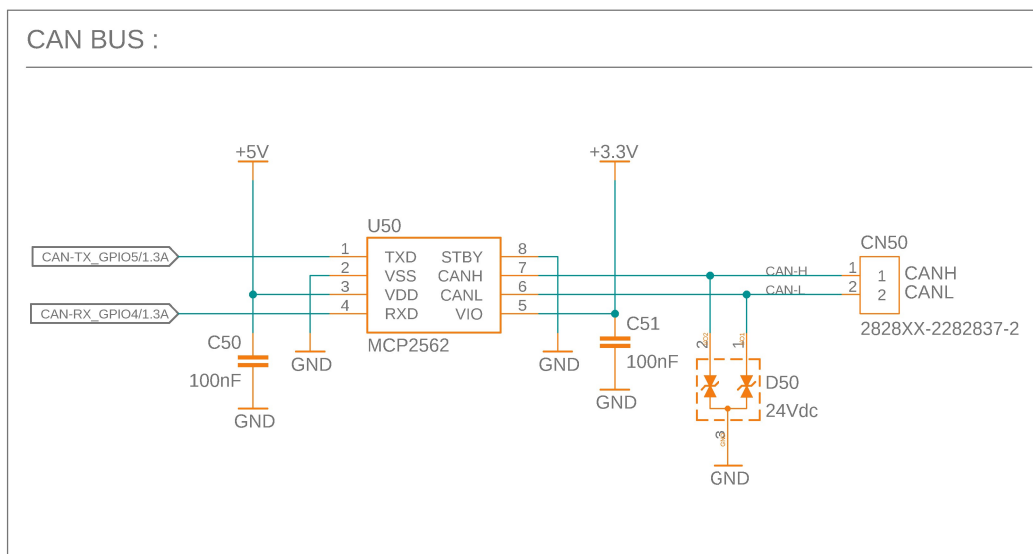 CAN BUS :
+5V
+3.3V
U50
CAN-TX_GPIO5/1.3A
1
TXD
STBY
8
2
VSS
CANH
7
3
VDD
CANL
6
4
RXD
VIO
5
CAN-RX_GPIO4/1.3A
MCP2562
CN50
CAN-H
1
1
CANH
CAN-L
2
2
CANL
2828XX-2282837-2
C50
100nF
GND
GND
GND
C51
100nF
GND
2
1
D50
24Vdc
3
GND